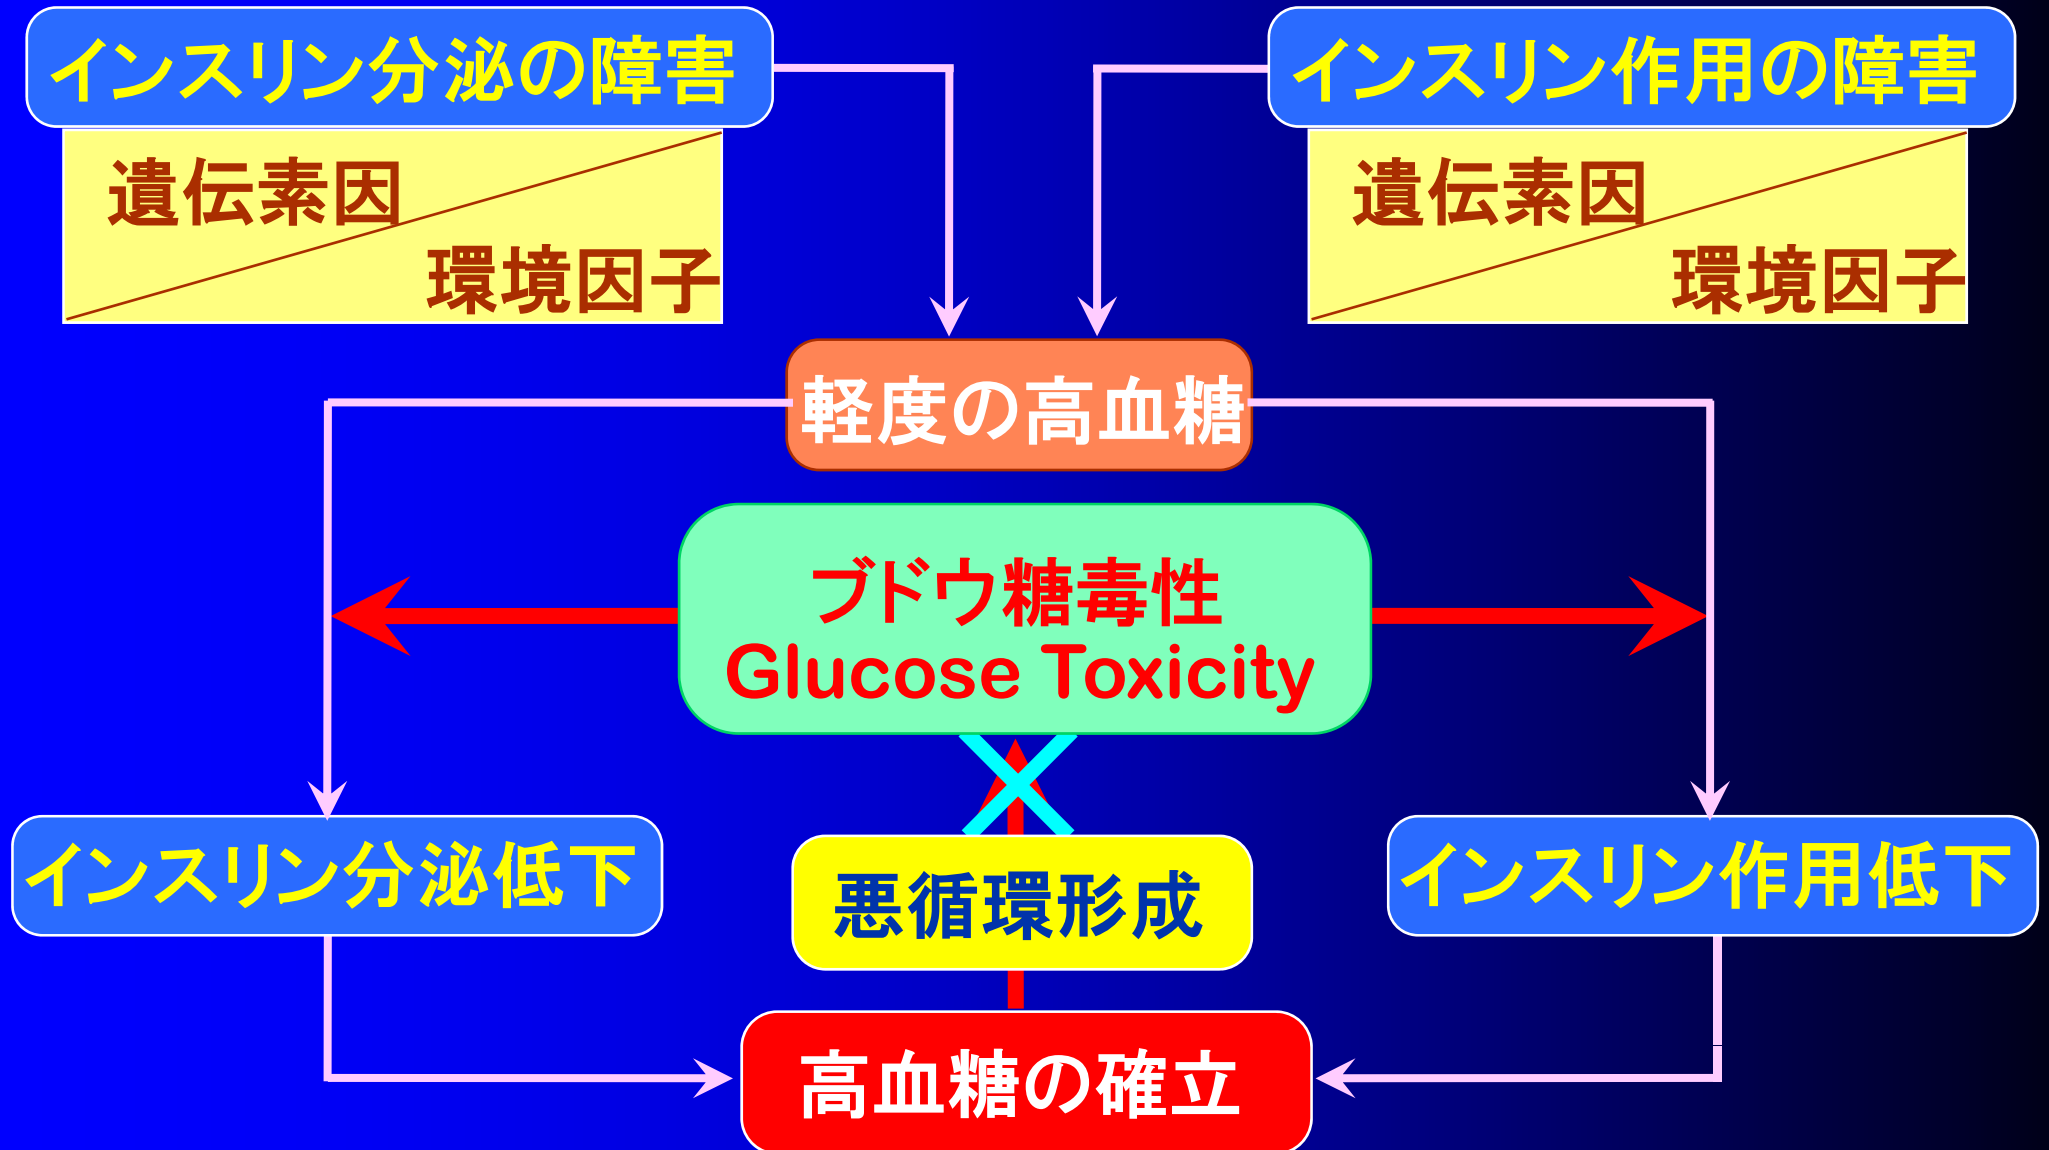 インスリン分泌の障害
インスリン作用の障害
遺伝素因
環境因子
遺伝素因
環境因子
軽度の高血糖
ブドウ糖毒性
Glucose Toxicity
インスリン分泌低下
悪循環形成
インスリン作用低下
高血糖の確立